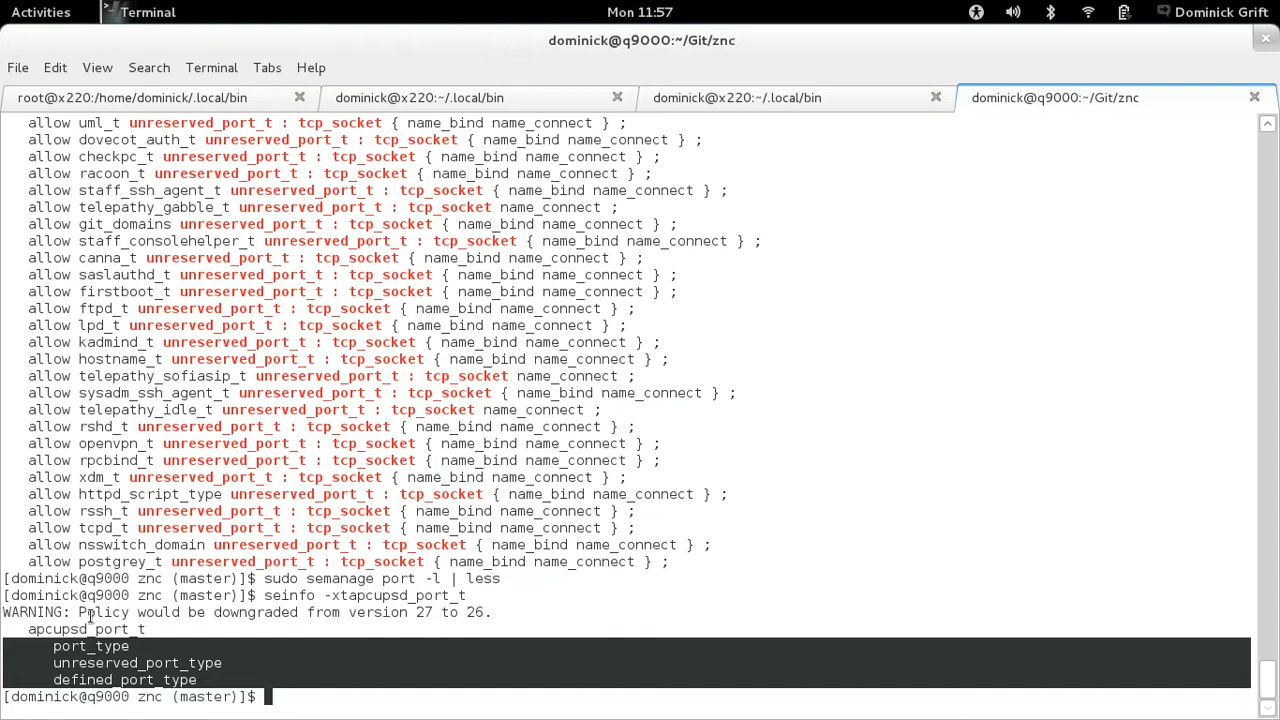 Activities
Terminal
Mon 11:57
Dominick Grift
dominick@q9000:~/Git/znc
File Edit View Search Terminal Tabs Help
root@x220:/home/dominick/.local/bin
dominick@x220:~/.local/bin
dominick@x220:~/.local/bin
dominick@q9000:~/Git/znc
allow uml_t unreserved_port_t : tcp_socket { name_bind name_connect } ;
allow dovecot_auth_t unreserved_port_t : tcp_socket { name_bind name_connect } ;
allow checkpc_t unreserved_port_t : tcp_socket { name_bind name_connect } ;
allow racoon_t unreserved_port_t : tcp_socket { name_bind name_connect } ;
allow staff_ssh_agent_t unreserved_port_t : tcp_socket { name_bind name_connect } ;
allow telepathy_gabble_t unreserved_port_t : tcp_socket name_connect ;
allow git_domains unreserved_port_t : tcp_socket { name_bind name_connect } ;
allow staff_consolehelper_t unreserved_port_t : tcp_socket { name_bind name_connect } ;
allow canna_t unreserved_port_t : tcp_socket { name_bind name_connect } ;
allow saslauthd_t unreserved_port_t : tcp_socket { name_bind name_connect } ;
allow firstboot_t unreserved_port_t : tcp_socket { name_bind name_connect } ;
allow ftpd_t unreserved_port_t : tcp_socket { name_bind name_connect } ;
allow lpd_t unreserved_port_t : tcp_socket { name_bind name_connect } ;
allow kadmind_t unreserved_port_t : tcp_socket { name_bind name_connect } ;
allow hostname_t unreserved_port_t : tcp_socket { name_bind name_connect } ;
allow telepathy_sofiasip_t unreserved_port_t : tcp_socket name_connect ;
allow sysadm_ssh_agent_t unreserved_port_t : tcp_socket { name_bind name_connect } ;
allow telepathy_idle_t unreserved_port_t : tcp_socket name_connect ;
allow rshd_t unreserved_port_t : tcp_socket { name_bind name_connect } ;
allow openvpn_t unreserved_port_t : tcp_socket { name_bind name_connect } ;
allow rpcbind_t unreserved_port_t : tcp_socket { name_bind name_connect } ;
allow xdm_t unreserved_port_t : tcp_socket { name_bind name_connect } ;
allow httpd_script_type unreserved_port_t : tcp_socket { name_bind name_connect } ;
allow rssh_t unreserved_port_t : tcp_socket { name_bind name_connect } ;
allow tcpd_t unreserved_port_t : tcp_socket { name_bind name_connect } ;
allow nsswitch_domain unreserved_port_t : tcp_socket { name_bind name_connect } ;
allow postgrey_t unreserved_port_t : tcp_socket { name_bind name_connect } ;
[dominick@q9000 znc (master)]$ sudo semanage port -l | less
[dominick@q9000 znc (master)]$ seinfo -xtapcupsd_port_t
WARNING: Policy would be downgraded from version 27 to 26.
apcupsd_port_t
port_type
unreserved_port_type
defined_port_type
[dominick@q9000 znc (master)]$